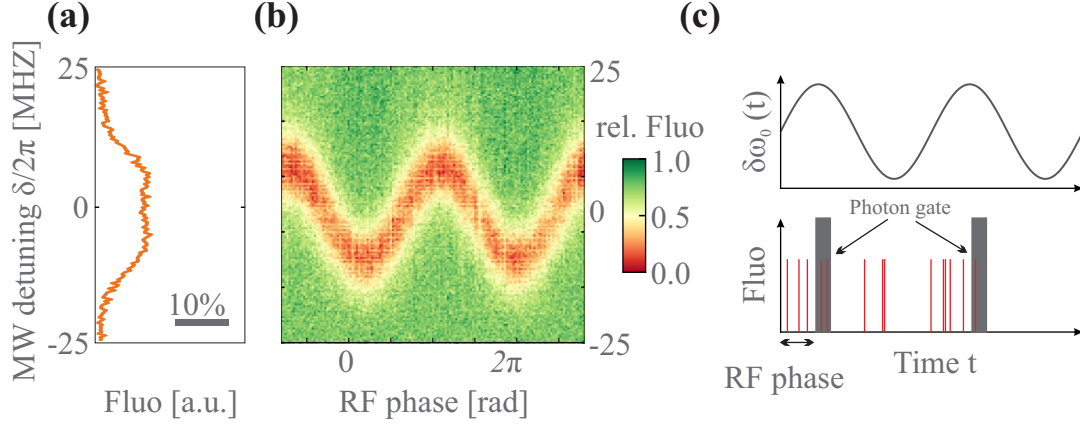 (a)
(b)
(c)
MW detuning δ/2π [MHZ]
25
0
-25
10%
Fluo [a.u.]
25
0
-25
0
2π
RF phase [rad]
rel. Fluo
1.0
0.5
0.0
δω₀ (t)
Photon gate
Fluo
Time t
RF phase